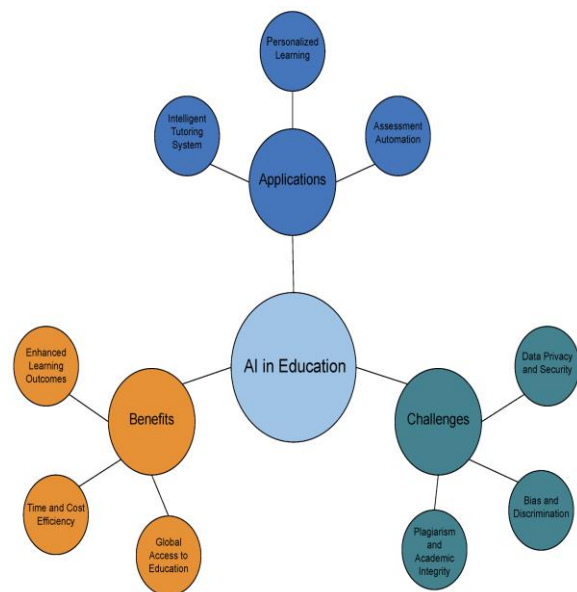 Personalized
Learning
Intelligent
Tutoring
System
Assessment
Automation
Applications
AI in Education
Enhanced
Learning
Outcomes
Benefits
Time and Cost
Efficiency
Global
Access to
Education
Data Privacy
and Security
Challenges
Bias and
Discrimination
Plagiarism and
Academic
Integrity